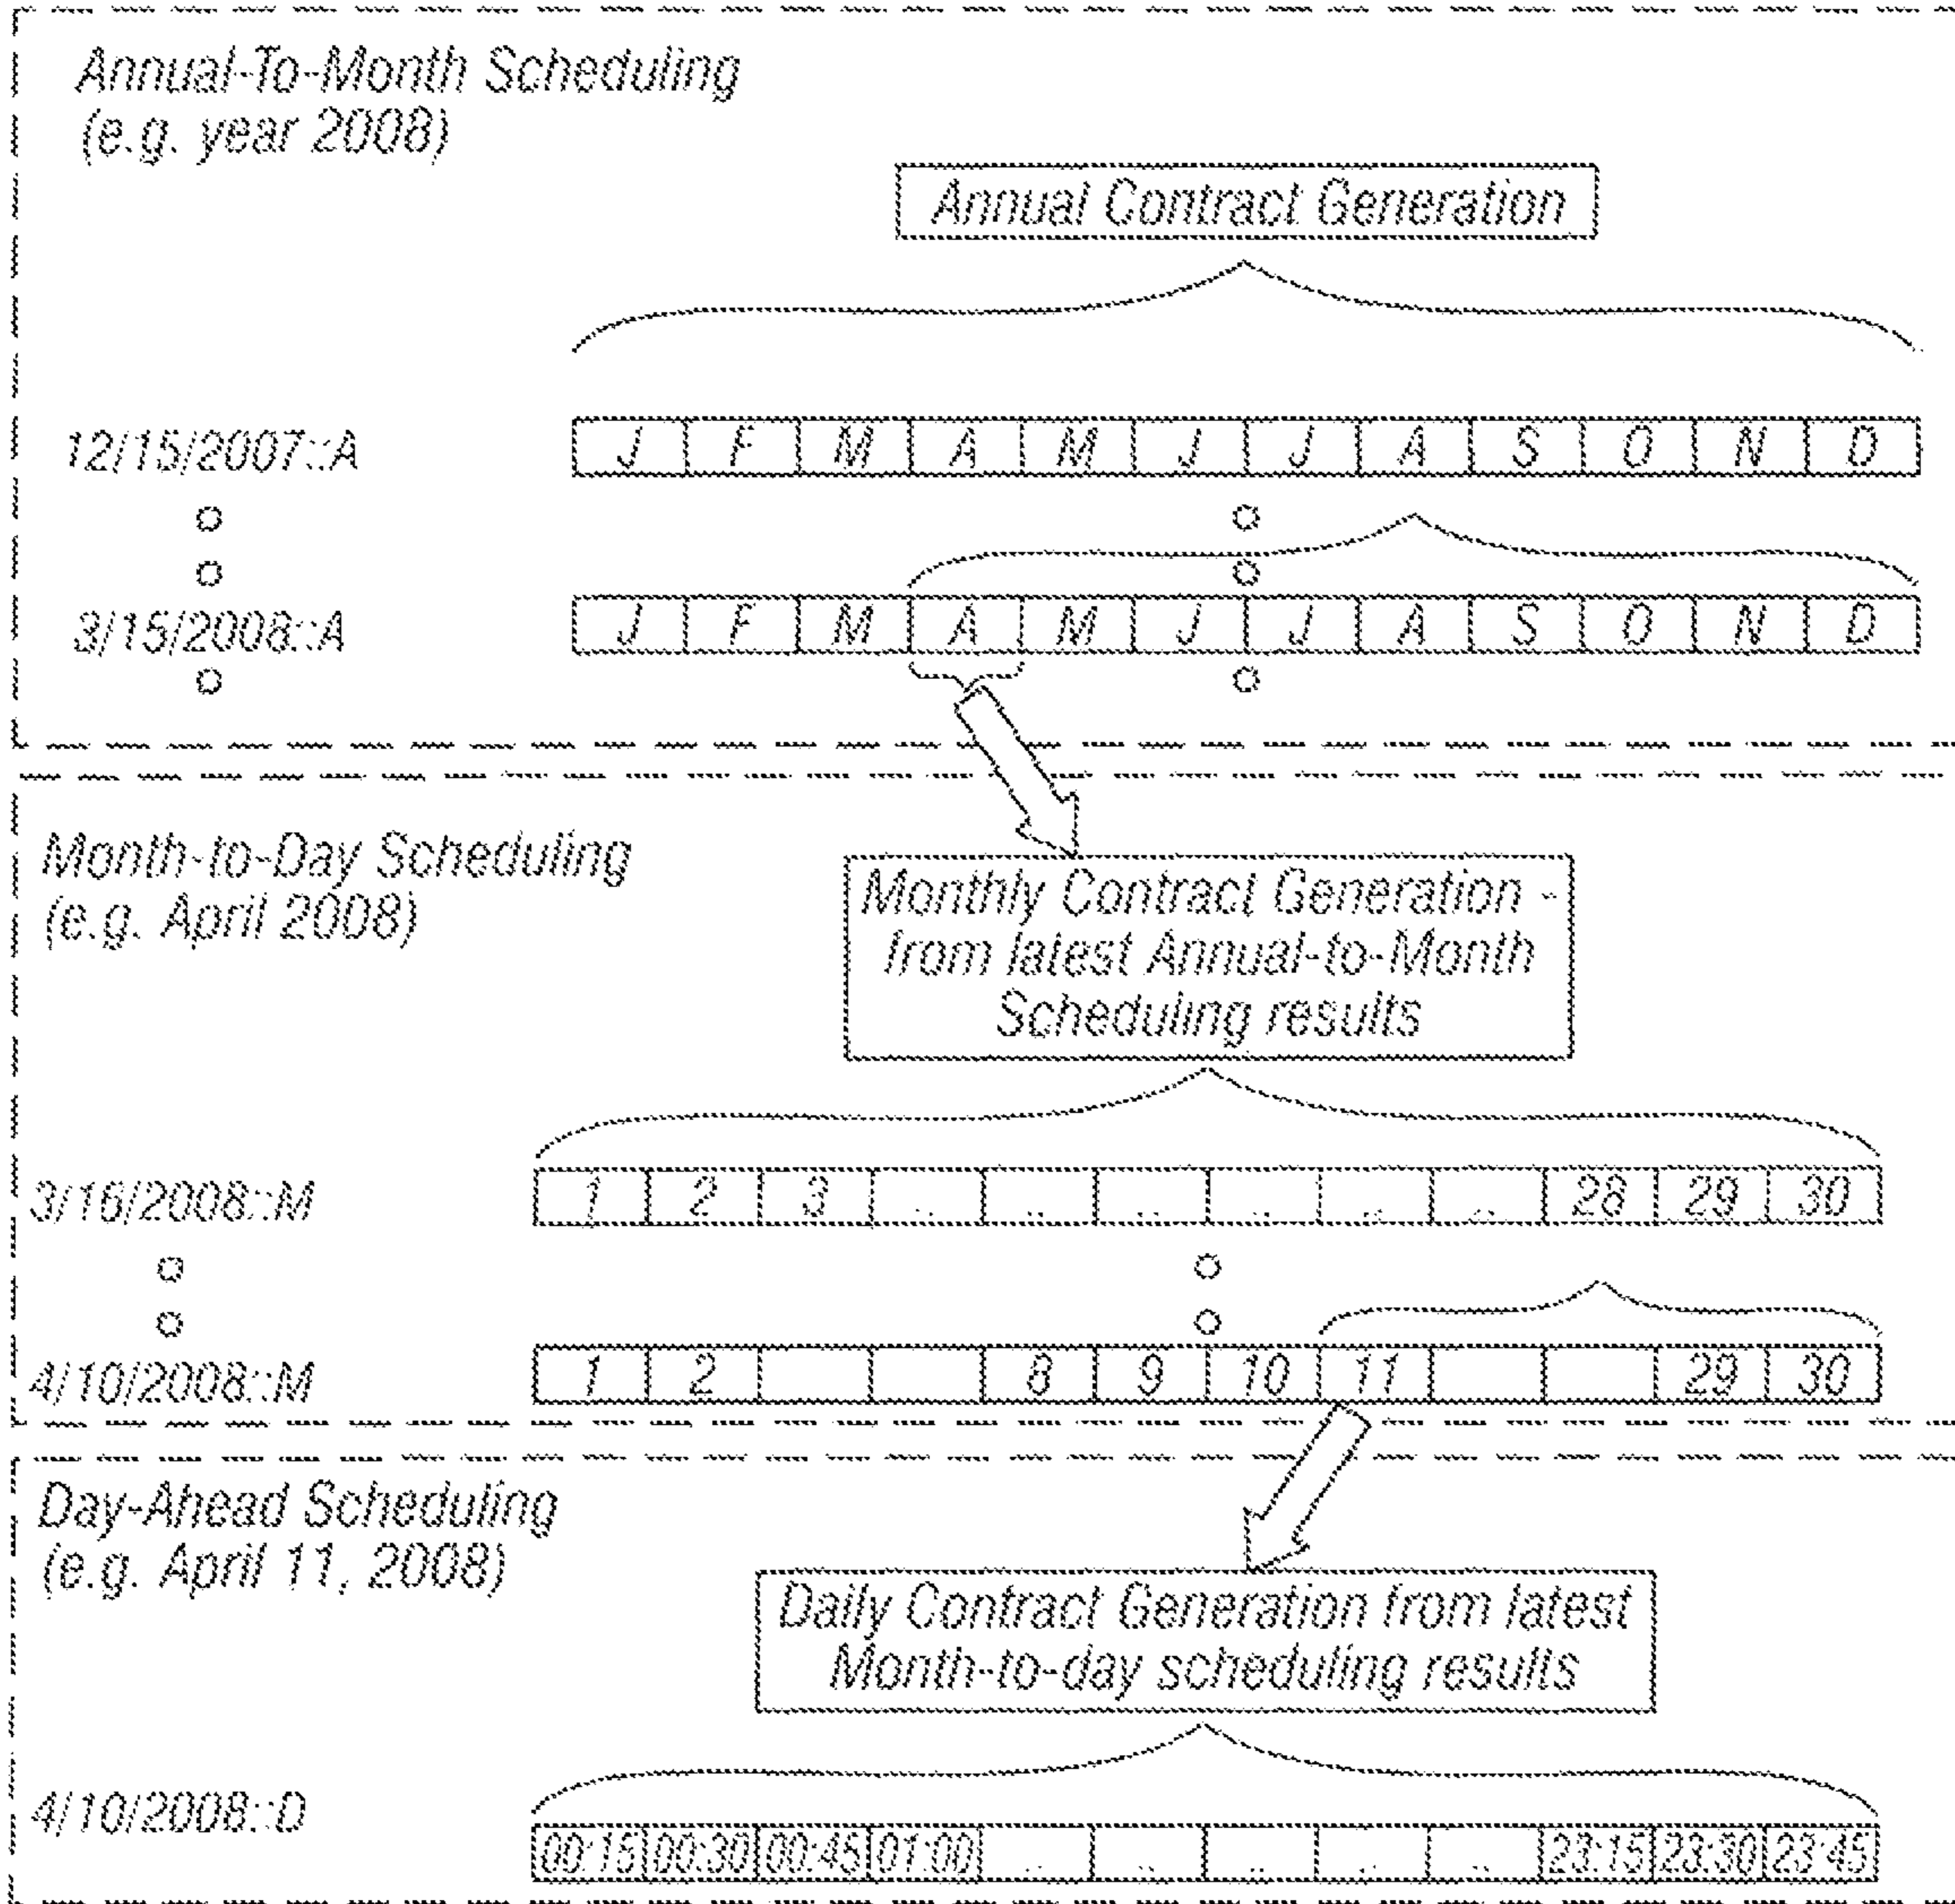 Annual-To-Month Scheduling
(e.g. year 2008)
Annual Contract Generation
12/15/2007::A
J F M A M J J A S O N D
3/15/2008::A
J F M A M J J A S O N D
Month-to-Day Scheduling
(e.g. April 2008)
Monthly Contract Generation -
from latest Annual-to-Month
Scheduling results
3/16/2008::M
1 2 3 .. .. .. .. .. .. 28 29 30
4/10/2008::M
1 2 8 9 10 11 29 30
Day-Ahead Scheduling
(e.g. April 11, 2008)
Daily Contract Generation from latest
Month-to-day scheduling results
4/10/2008::D
00:15 00:30 00:45 01:00 .. .. .. .. .. 23:15 23:30 23:45